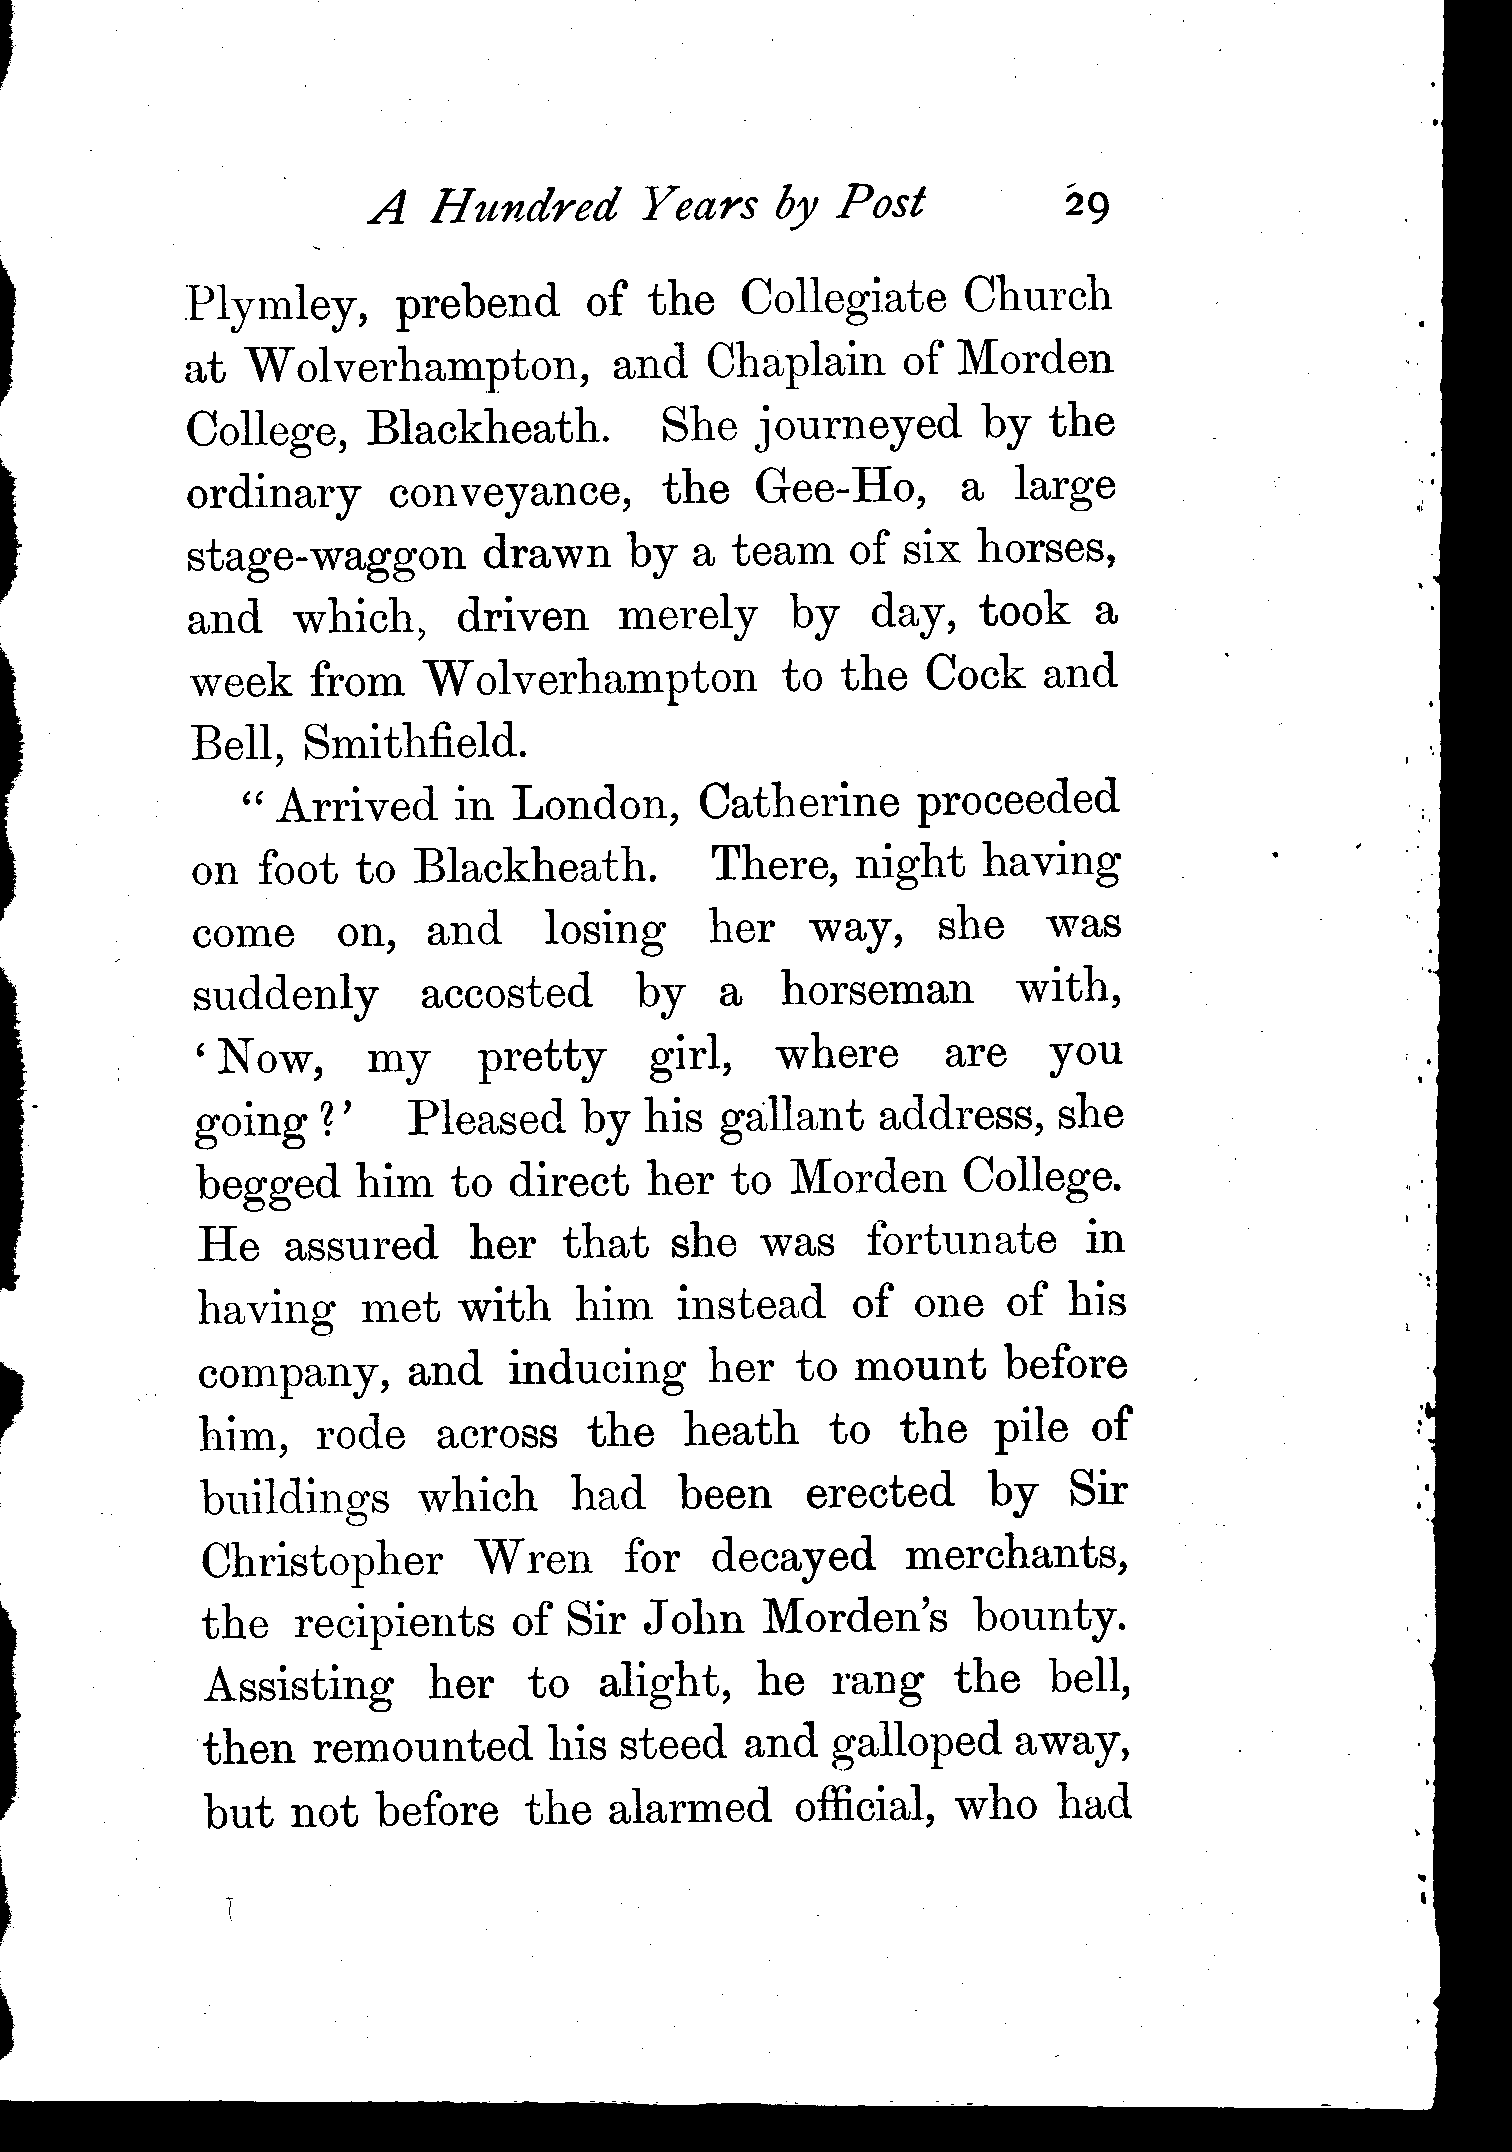 A Hundred Years by Post 29
Plymley, prebend of the Collegiate Church
at Wolverhampton, and Chaplain of Morden
College, Blackheath. She journeyed by the
ordinary conveyance, the Gee-Ho, a large
stage-waggon drawn by a team of six horses,
and which, driven merely by day, took a
week from Wolverhampton to the Cock and
Bell, Smithfield.
“ Arrived in London, Catherine proceeded
on foot to Blackheath. There, night having
come on, and losing her way, she was
suddenly accosted by a horseman with,
‘ Now, my pretty girl, where are you
going ?’ Pleased by his gallant address, she
begged him to direct her to Morden College.
He assured her that she was fortunate in
having met with him instead of one of his
company, and inducing her to mount before
him, rode across the heath to the pile of
buildings which had been erected by Sir
Christopher Wren for decayed merchants,
the recipients of Sir John Morden’s bounty.
Assisting her to alight, he rang the bell,
then remounted his steed and galloped away,
but not before the alarmed official, who had